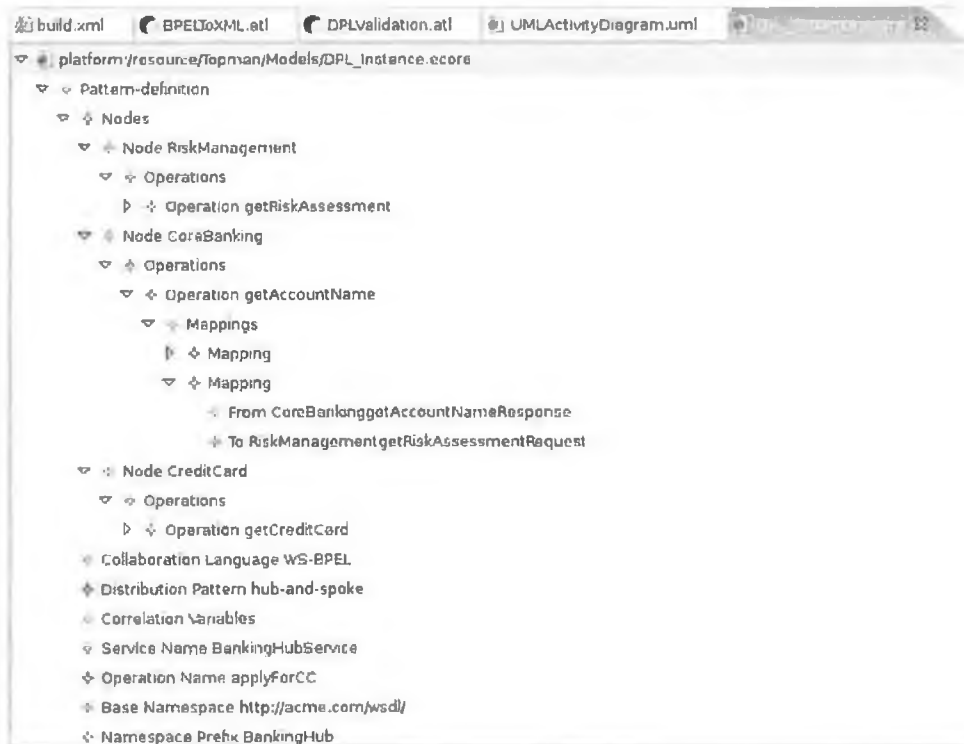 build.xml BPELToXML.atl DPLValidation.atl UMLActivityDiagram.uml
platform:/resource/Topman/Models/DPL_Instance.ecore
Pattern-definition
Nodes
Node RiskManagement
Operations
Operation getRiskAssessment
Node CoreBanking
Operations
Operation getAccountName
Mappings
Mapping
Mapping
From CoreBankinggetAccountNameResponse
To RiskManagementgetRiskAssessmentRequest
Node CreditCard
Operations
Operation getCreditCard
Collaboration Language WS-BPEL
Distribution Pattern hub-and-spoke
Correlation Variables
Service Name BankingHubService
Operation Name applyForCC
Base Namespace http://acme.com/wsdl/
Namespace Prefix BankingHub